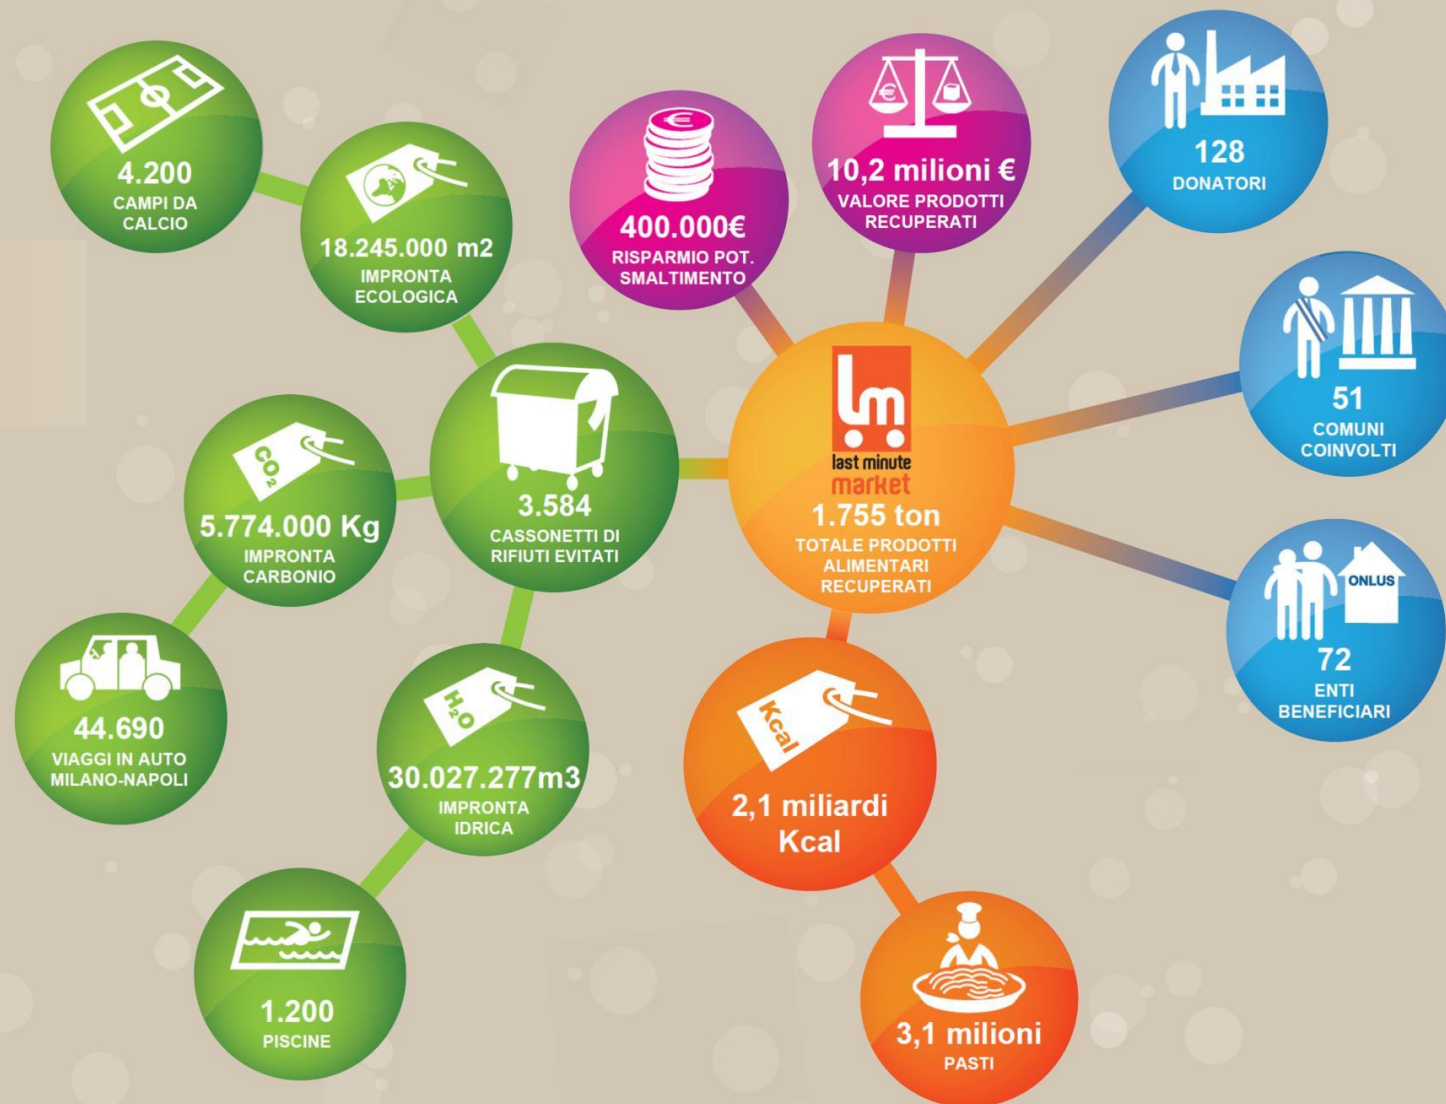 4.200
CAMPI DA
CALCIO
18.245.000 m2
IMPRONTA
ECOLOGICA
€
400.000€
RISPARMIO POT.
SMALTIMENTO
€
10,2 milioni €
VALORE PRODOTTI
RECUPERATI
128
DONATORI
51
COMUNI
COINVOLTI
ONLUS
72
ENTI
BENEFICIARI
lm
last minute
market
1.755 ton
TOTALE PRODOTTI
ALIMENTARI
RECUPERATI
3.584
CASSONETTI DI
RIFIUTI EVITATI
CO2
5.774.000 Kg
IMPRONTA
CARBONIO
44.690
VIAGGI IN AUTO
MILANO-NAPOLI
H2O
30.027.277m3
IMPRONTA
IDRICA
1.200
PISCINE
Kcal
2,1 miliardi
Kcal
3,1 milioni
PASTI